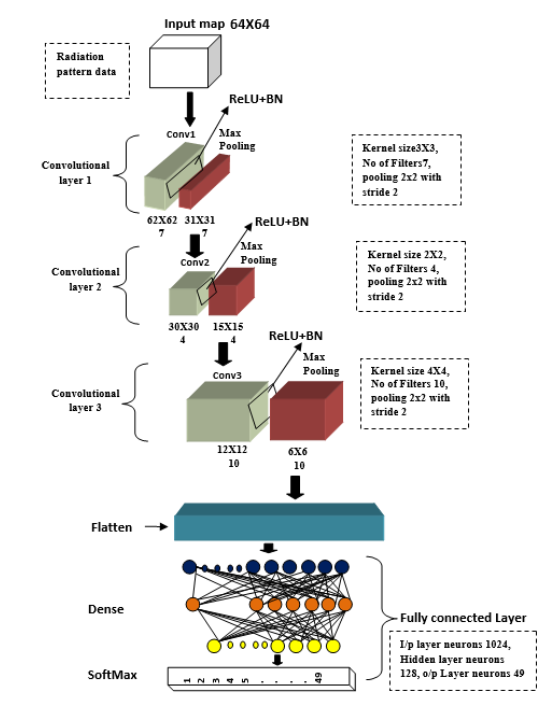 Input map 64X64
Radiation
pattern data
ReLU+BN
Conv1
Max
Pooling
Convolutional
layer 1
Kernel size3X3,
No of Filters7,
pooling 2x2 with
stride 2
62X62 31X31
7 7
ReLU+BN
Conv2
Max
Pooling
Convolutional
layer 2
Kernel size 2X2,
No of Filters 4,
pooling 2x2 with
stride 2
30X30 15X15
4 4
ReLU+BN
Conv3
Max
Pooling
Convolutional
layer 3
Kernel size 4X4,
No of Filters 10,
pooling 2x2 with
stride 2
12X12 6X6
10 10
Flatten
Dense
Fully connected Layer
I/p layer neurons 1024,
Hidden layer neurons
128, o/p Layer neurons 49
SoftMax
1 2 3 4 5 . . . . 49